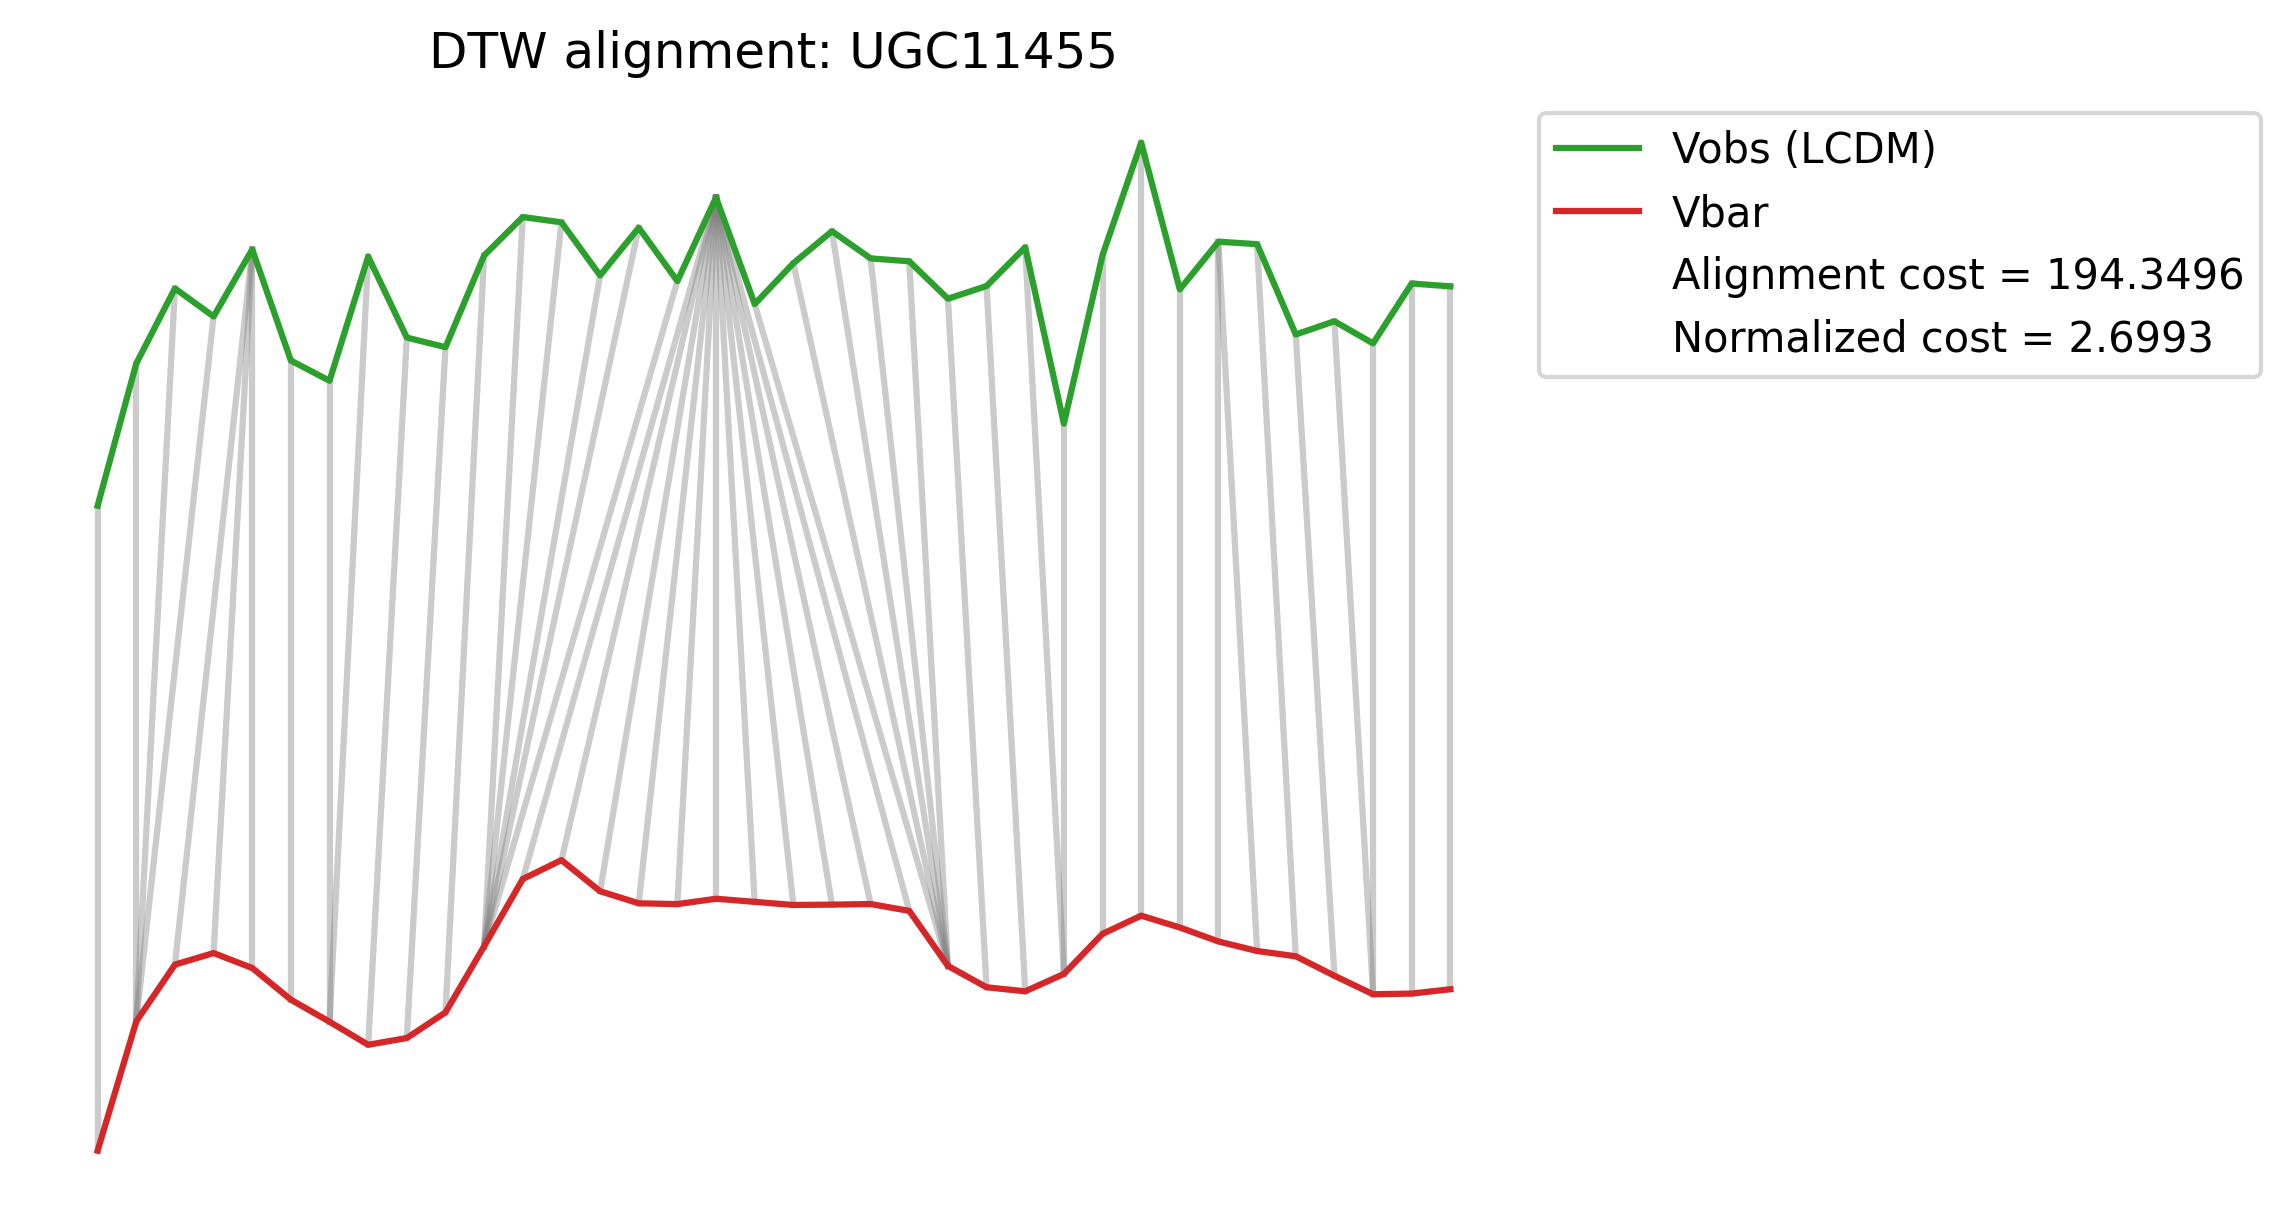 DTW alignment: UGC11455
Vobs (LCDM)
Vbar
Alignment cost = 194.3496
Normalized cost = 2.6993